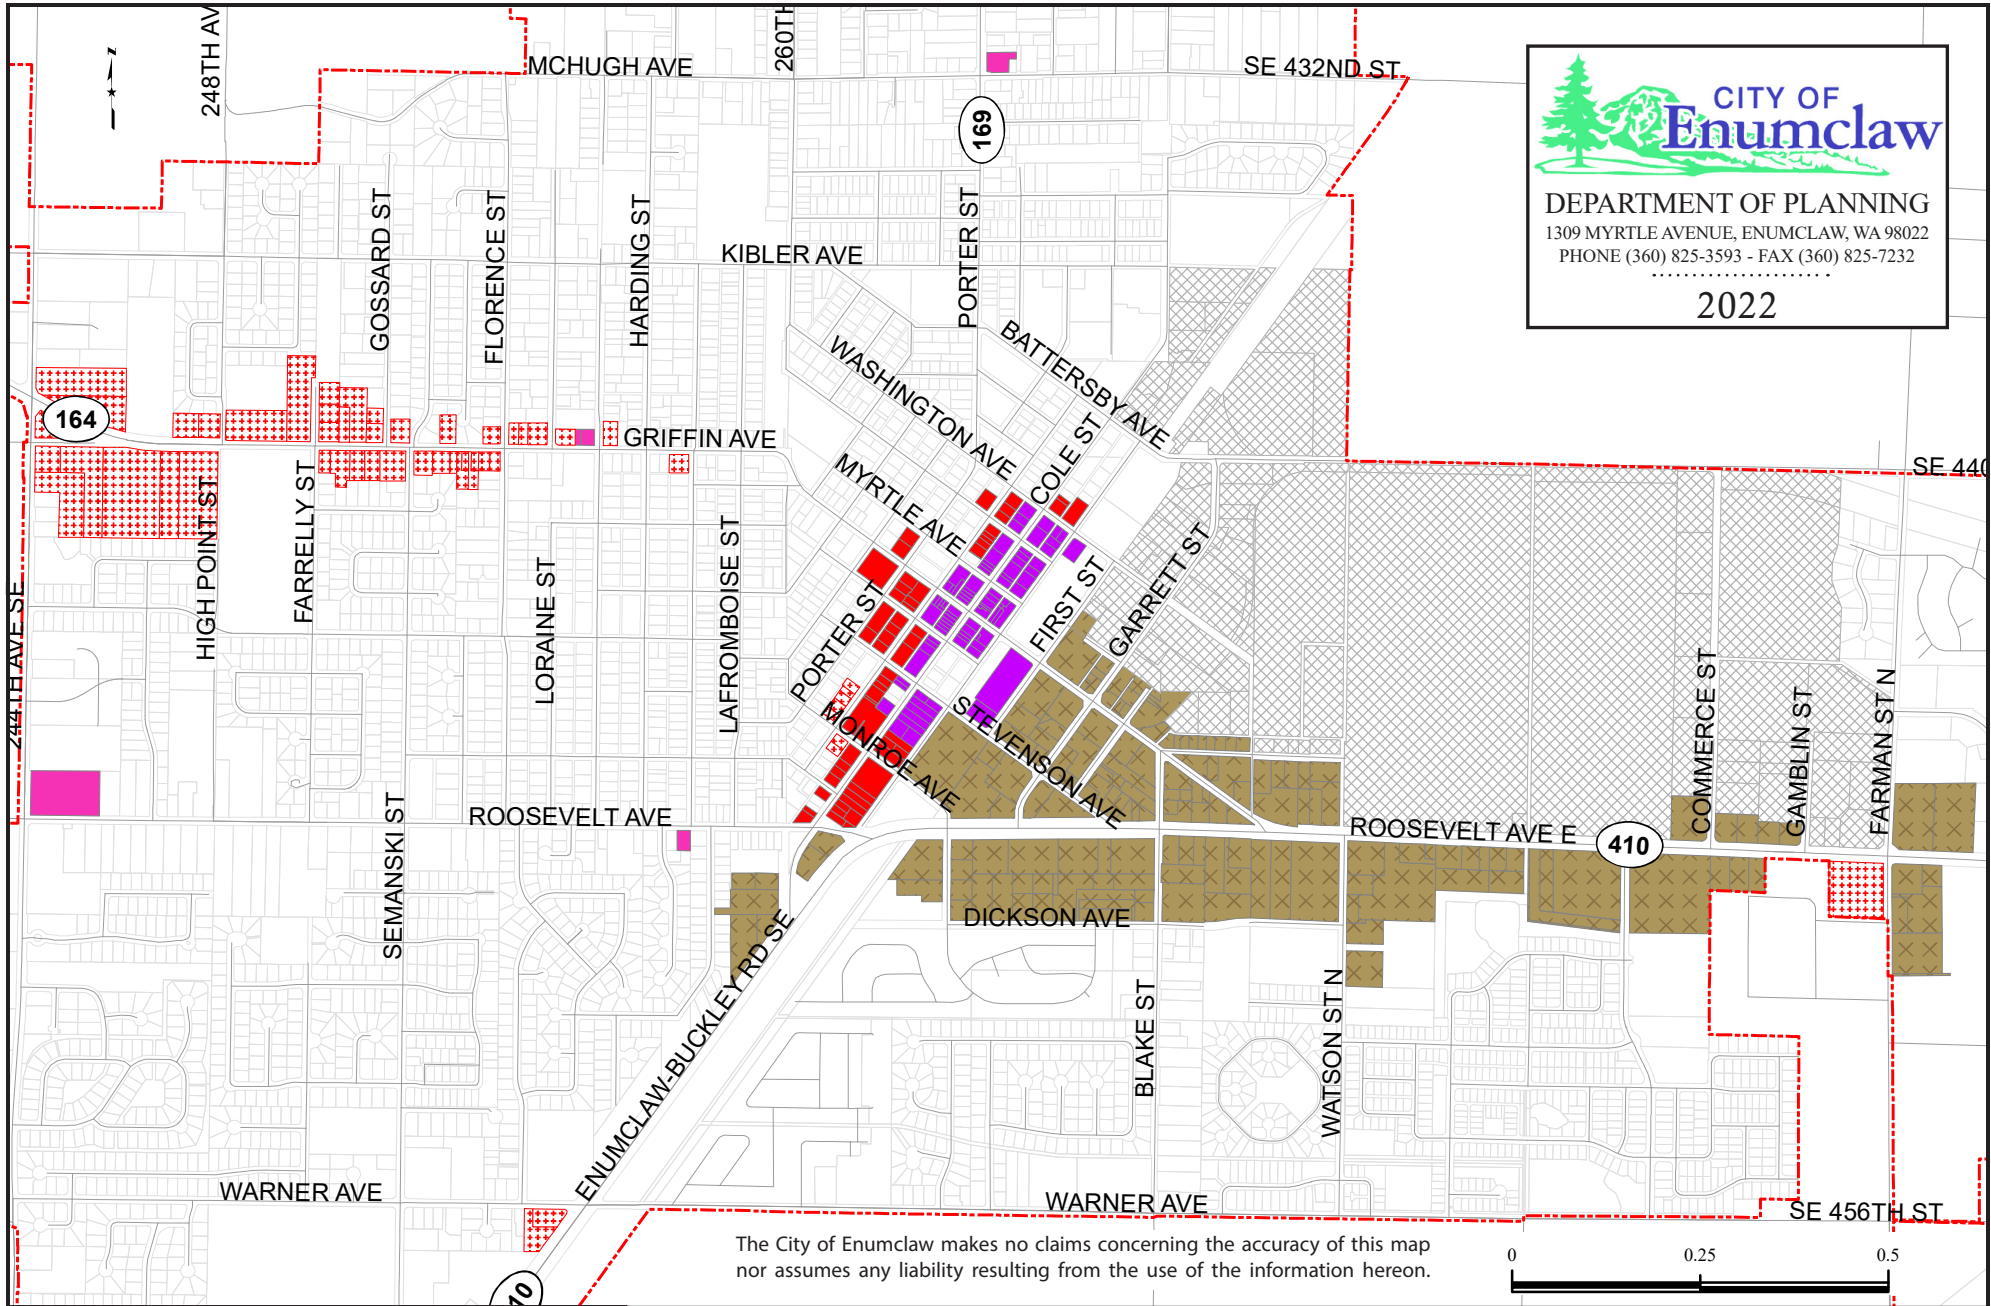 248TH AV
260TH
MCHUGH AVE
SE 432ND ST
169
CITY OF
Enumclaw
DEPARTMENT OF PLANNING
1309 MYRTLE AVENUE, ENUMCLAW, WA 98022
PHONE (360) 825-3593 - FAX (360) 825-7232
2022
GOSSARD ST
FLORENCE ST
HARDING ST
PORTER ST
KIBLER AVE
BATTERSBY AVE
WASHINGTON AVE
COLE ST
164
GRIFFIN AVE
MYRTLE AVE
SE 440
HIGH POINT ST
FARRELLY ST
LORAINE ST
LAFROMBOISE ST
PORTER ST
FIRST ST
GARRETT ST
244TH AVE SE
MONROE AVE
STEVENSON AVE
COMMERCE ST
GAMBLIN ST
FARMAN ST N
SEMANSKI ST
ROOSEVELT AVE
ROOSEVELT AVE E
410
DICKSON AVE
ENUMCLAW-BUCKLEY RD SE
BLAKE ST
WATSON ST N
WARNER AVE
WARNER AVE
SE 456TH ST
10
The City of Enumclaw makes no claims concerning the accuracy of this map
nor assumes any liability resulting from the use of the information hereon.
0 0.25 0.5